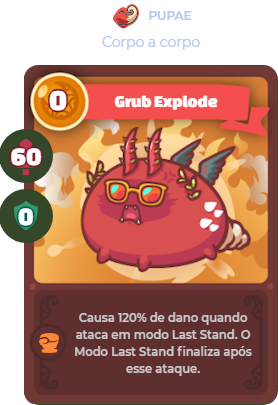 PUPAE
Corpo a corpo
0
Grub Explode
60
0
Causa 120% de dano quando
ataca em modo Last Stand. O
Modo Last Stand finaliza após
esse ataque.